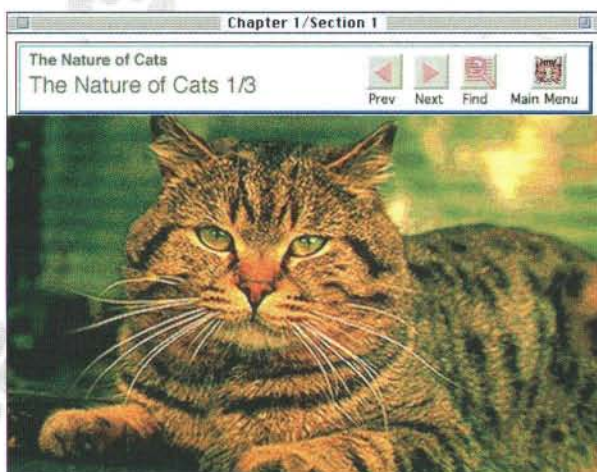 Chapter 1/Section 1
The Nature of Cats
The Nature of Cats 1/3
Prev Next Find Main Menu